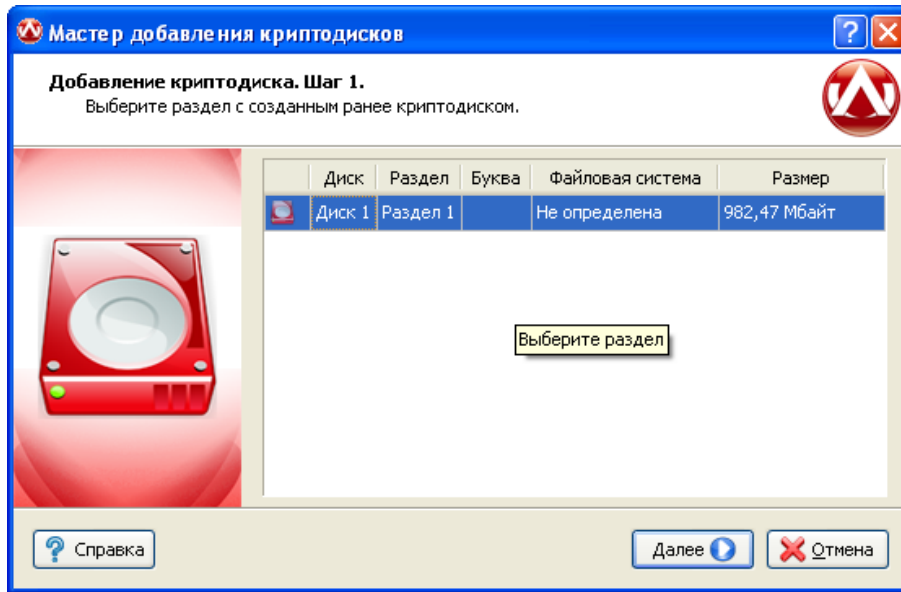 Мастер добавления криптодисков
Добавление криптодиска. Шаг 1.
Выберите раздел с созданным ранее криптодиском.
Диск Раздел Буква Файловая система Размер
Диск 1 Раздел 1 Не определена 982,47 Мбайт
Выберите раздел
Справка Далее Отмена